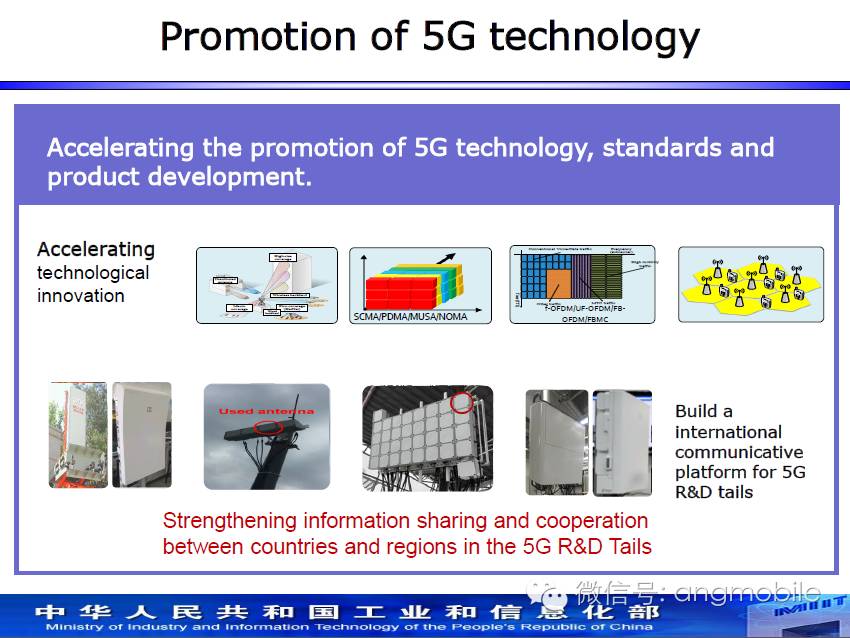 Promotion of 5G technology
Accelerating the promotion of 5G technology, standards and
product development.
Accelerating
technological
innovation
SCMA/PDMA/MUSA/NOMA
f-OFDM/UF-OFDM/FB-
OFDM/FBMC
Used antenna
Build a
international
communicative
platform for 5G
R&D tails
Strengthening information sharing and cooperation
between countries and regions in the 5G R&D Tails
微信号: angmobile
中华人民共和国工业和信息化部
MIIT
Ministry of Industry and Information Technology of the People's Republic of China